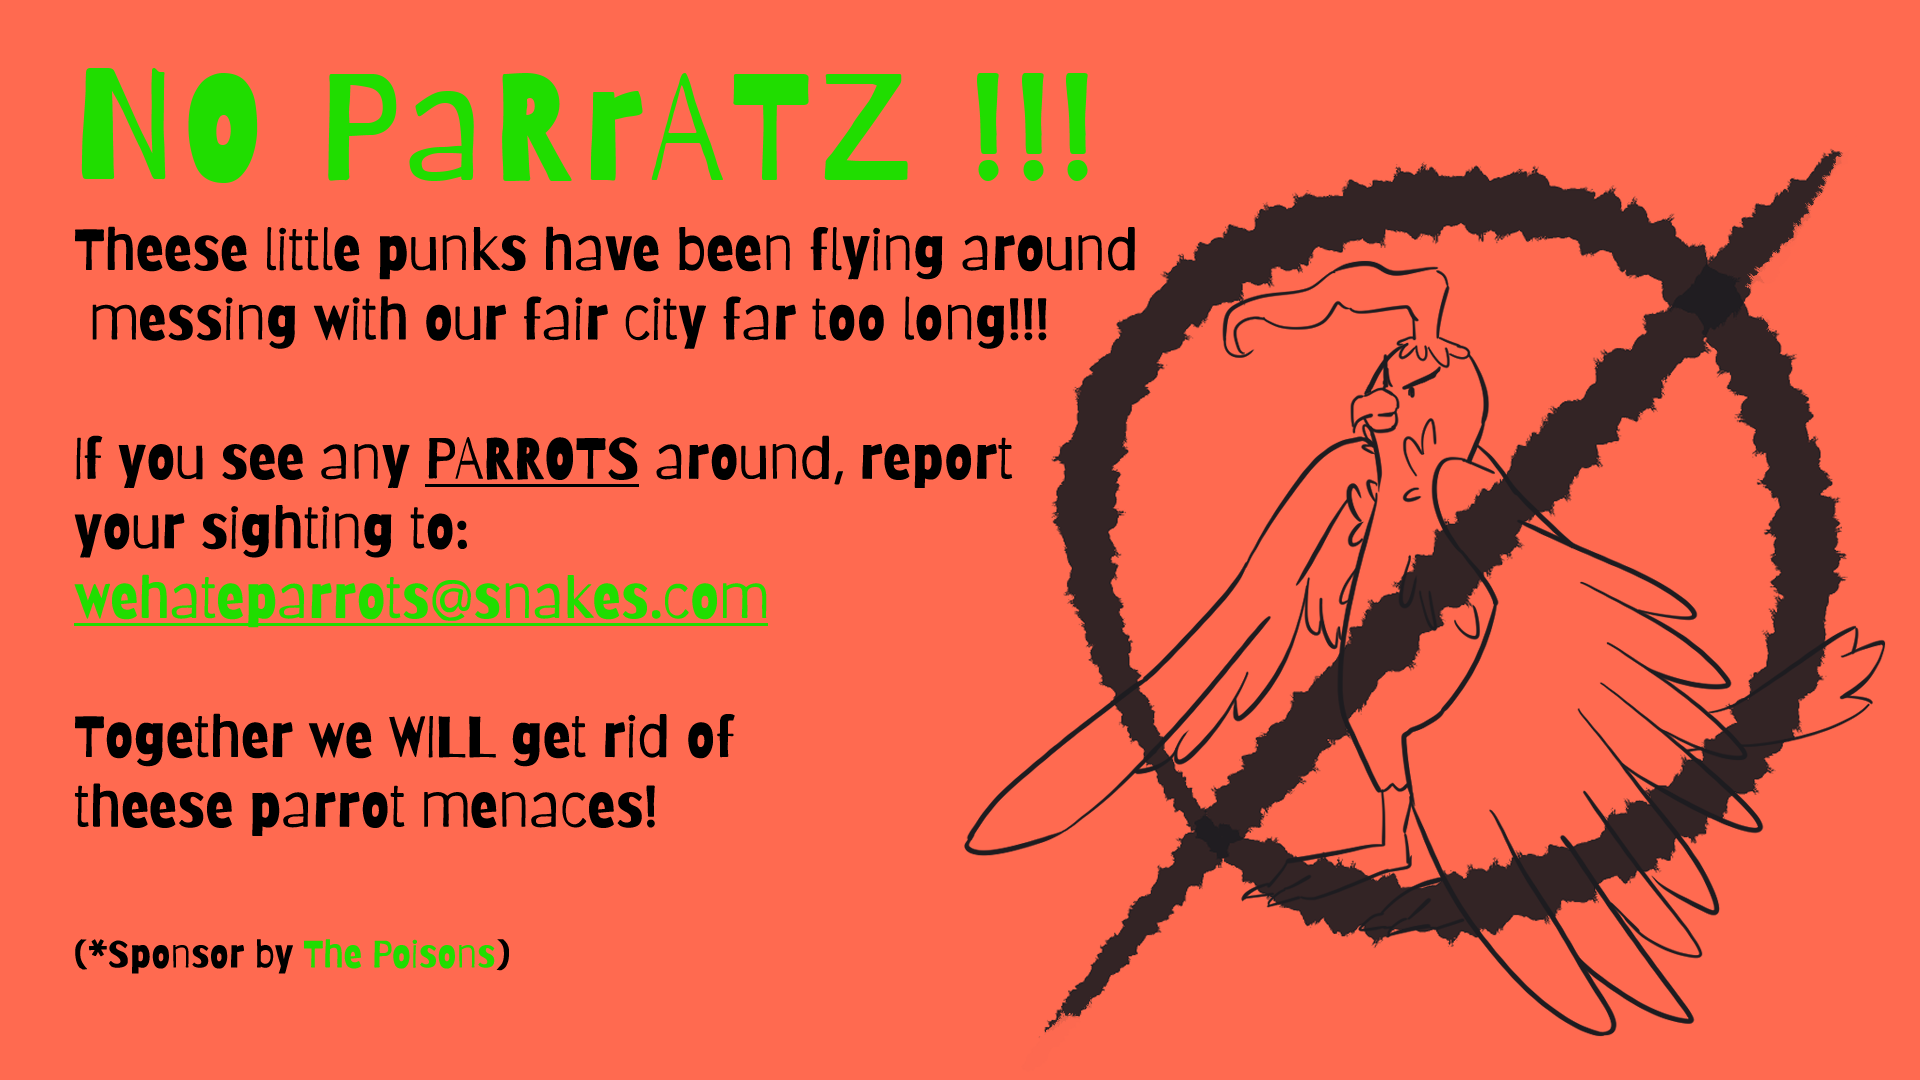 NO PaRrATZ !!!
Theese little punks have been flying around
messing with our fair city far too long!!!
If you see any PARROTS around, report
your sighting to:
wehateparrots@snakes.com
Together we WILL get rid of
theese parrot menaces!
(*Sponsor by The Poisons)